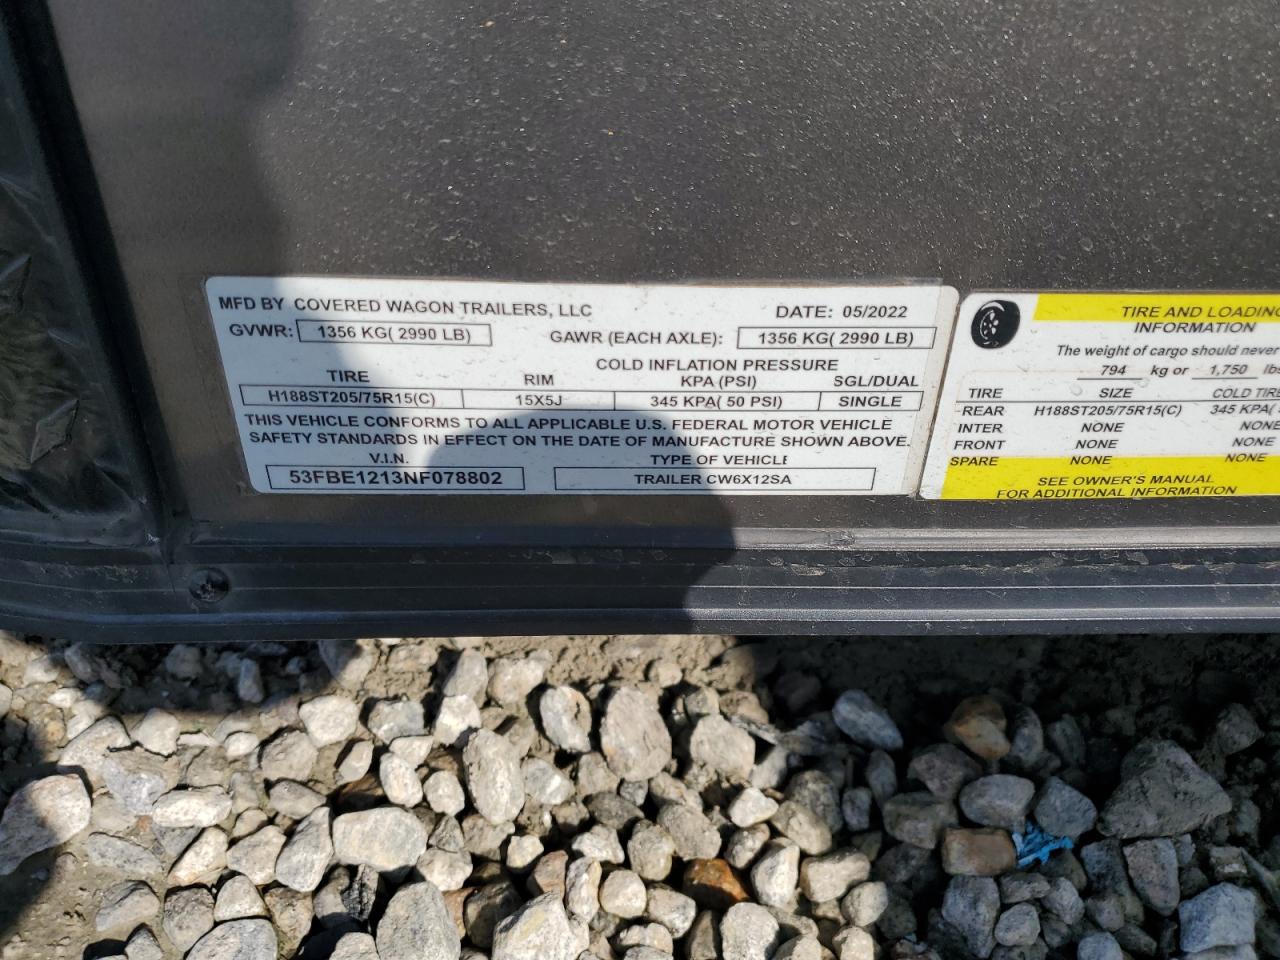 MFD BY COVERED WAGON TRAILERS, LLC DATE: 05/2022
GVWR: 1356 KG( 2990 LB) GAWR (EACH AXLE): 1356 KG( 2990 LB)
COLD INFLATION PRESSURE
TIRE RIM KPA (PSI) SGL/DUAL
H188ST205/75R15(C) 15X5J 345 KPA( 50 PSI) SINGLE
THIS VEHICLE CONFORMS TO ALL APPLICABLE U.S. FEDERAL MOTOR VEHICLE
SAFETY STANDARDS IN EFFECT ON THE DATE OF MANUFACTURE SHOWN ABOVE.
V.I.N. TYPE OF VEHICLE
53FBE1213NF078802 TRAILER CW6X12SA
TIRE AND LOADING
INFORMATION
The weight of cargo should never
794 kg or 1,750 lbs
TIRE SIZE COLD TIRE
REAR H188ST205/75R15(C) 345 KPA(
INTER NONE NONE
FRONT NONE NONE
SPARE NONE NONE
SEE OWNER'S MANUAL
FOR ADDITIONAL INFORMATION